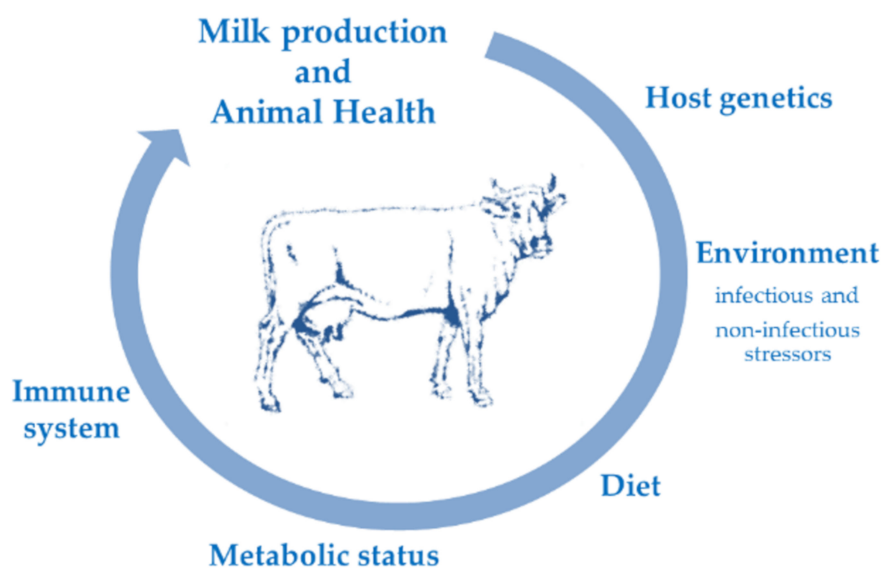 Milk production
and
Animal Health
Host genetics
Environment
infectious and
non-infectious
stressors
Diet
Metabolic status
Immune
system